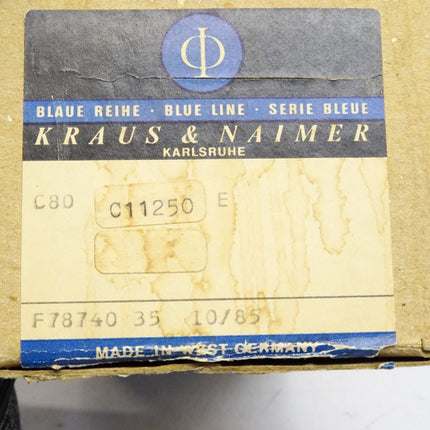 BLAUE REIHE · BLUE LINE · SERIE BLEUE
KRAUS & NAIMER
KARLSRUHE
C80 C11250 E
F78740 35 10/85
MADE IN WEST GERMANY